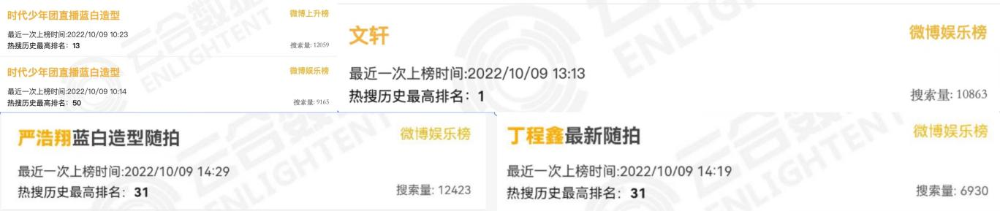 时代少年团直播蓝白造型 微博上升榜
最近一次上榜时间:2022/10/09 10:23
热搜历史最高排名：13 搜索量: 12059
时代少年团直播蓝白造型 微博娱乐榜
最近一次上榜时间:2022/10/09 10:14
热搜历史最高排名：50 搜索量: 9165
文轩 微博娱乐榜
最近一次上榜时间:2022/10/09 13:13
热搜历史最高排名：1 搜索量: 10863
严浩翔蓝白造型随拍 微博娱乐榜
最近一次上榜时间:2022/10/09 14:29
热搜历史最高排名：31 搜索量: 12423
丁程鑫最新随拍 微博娱乐榜
最近一次上榜时间:2022/10/09 14:19
热搜历史最高排名：31 搜索量: 6930
云合数据
ENLIGHTENT